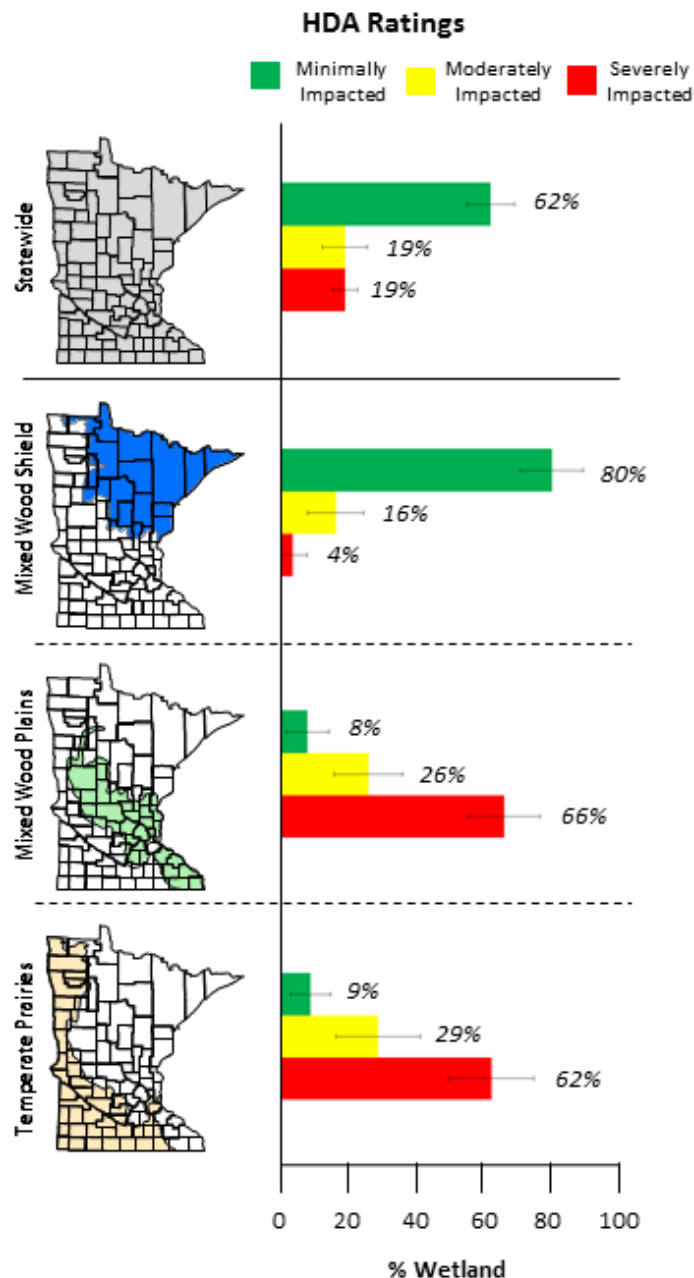 HDA Ratings
Minimally
Impacted
Moderately
Impacted
Severely
Impacted
Statewide
62%
19%
19%
Mixed Wood Shield
80%
16%
4%
Mixed Wood Plains
8%
26%
66%
Temperate Prairies
9%
29%
62%
0 20 40 60 80 100
% Wetland